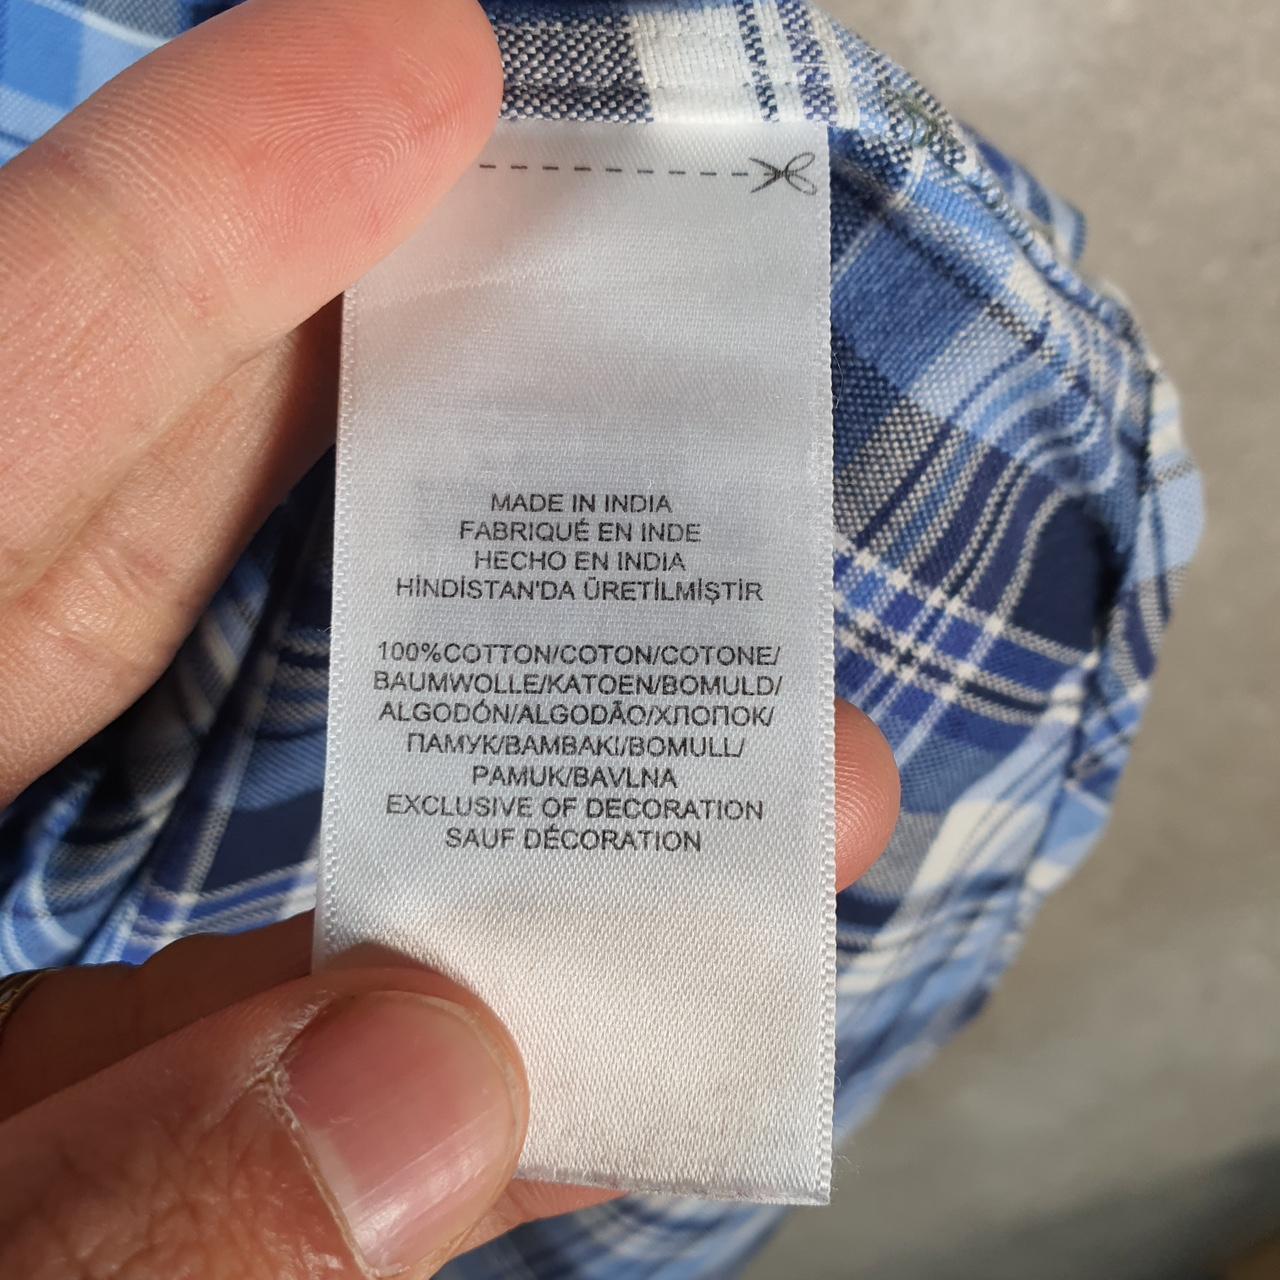 MADE IN INDIA
FABRIQUÉ EN INDE
HECHO EN INDIA
HİNDİSTAN'DA ÜRETİLMİŞTİR
100%COTTON/COTON/COTONE/
BAUMWOLLE/KATOEN/BOMULD/
ALGODÓN/ALGODÃO/ХЛОПОК/
ПАМУК/ΒΑΜΒΑΚΙ/BOMULL/
PAMUK/BAVLNA
EXCLUSIVE OF DECORATION
SAUF DÉCORATION